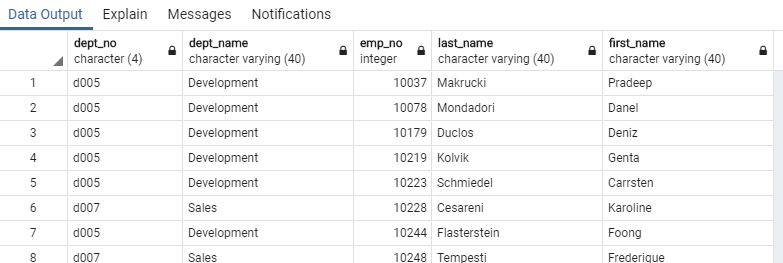 Data Output Explain Messages Notifications
dept_no dept_name emp_no last_name first_name
character (4) character varying (40) integer character varying (40) character varying (40)
1 d005 Development 10037 Makrucki Pradeep
2 d005 Development 10078 Mondadori Danel
3 d005 Development 10179 Duclos Deniz
4 d005 Development 10219 Kolvik Genta
5 d005 Development 10223 Schmiedel Carrsten
6 d007 Sales 10228 Cesareni Karoline
7 d005 Development 10244 Flasterstein Foong
8 d007 Sales 10248 Tempesti Frederique